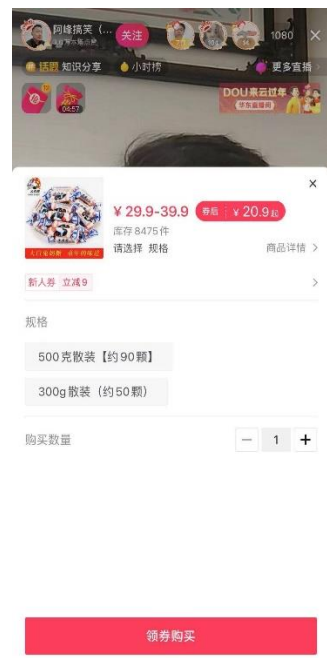 阿峰搞笑（...
关注
1080
话题 知识分享
小时榜
更多直播
04:57
DOU来云过年
¥ 29.9-39.9
券后 ¥ 20.9起
库存 8475 件
请选择 规格
商品详情
新人券 立减9
规格
500克散装【约90颗】
300g散装（约50颗）
购买数量
1
领券购买